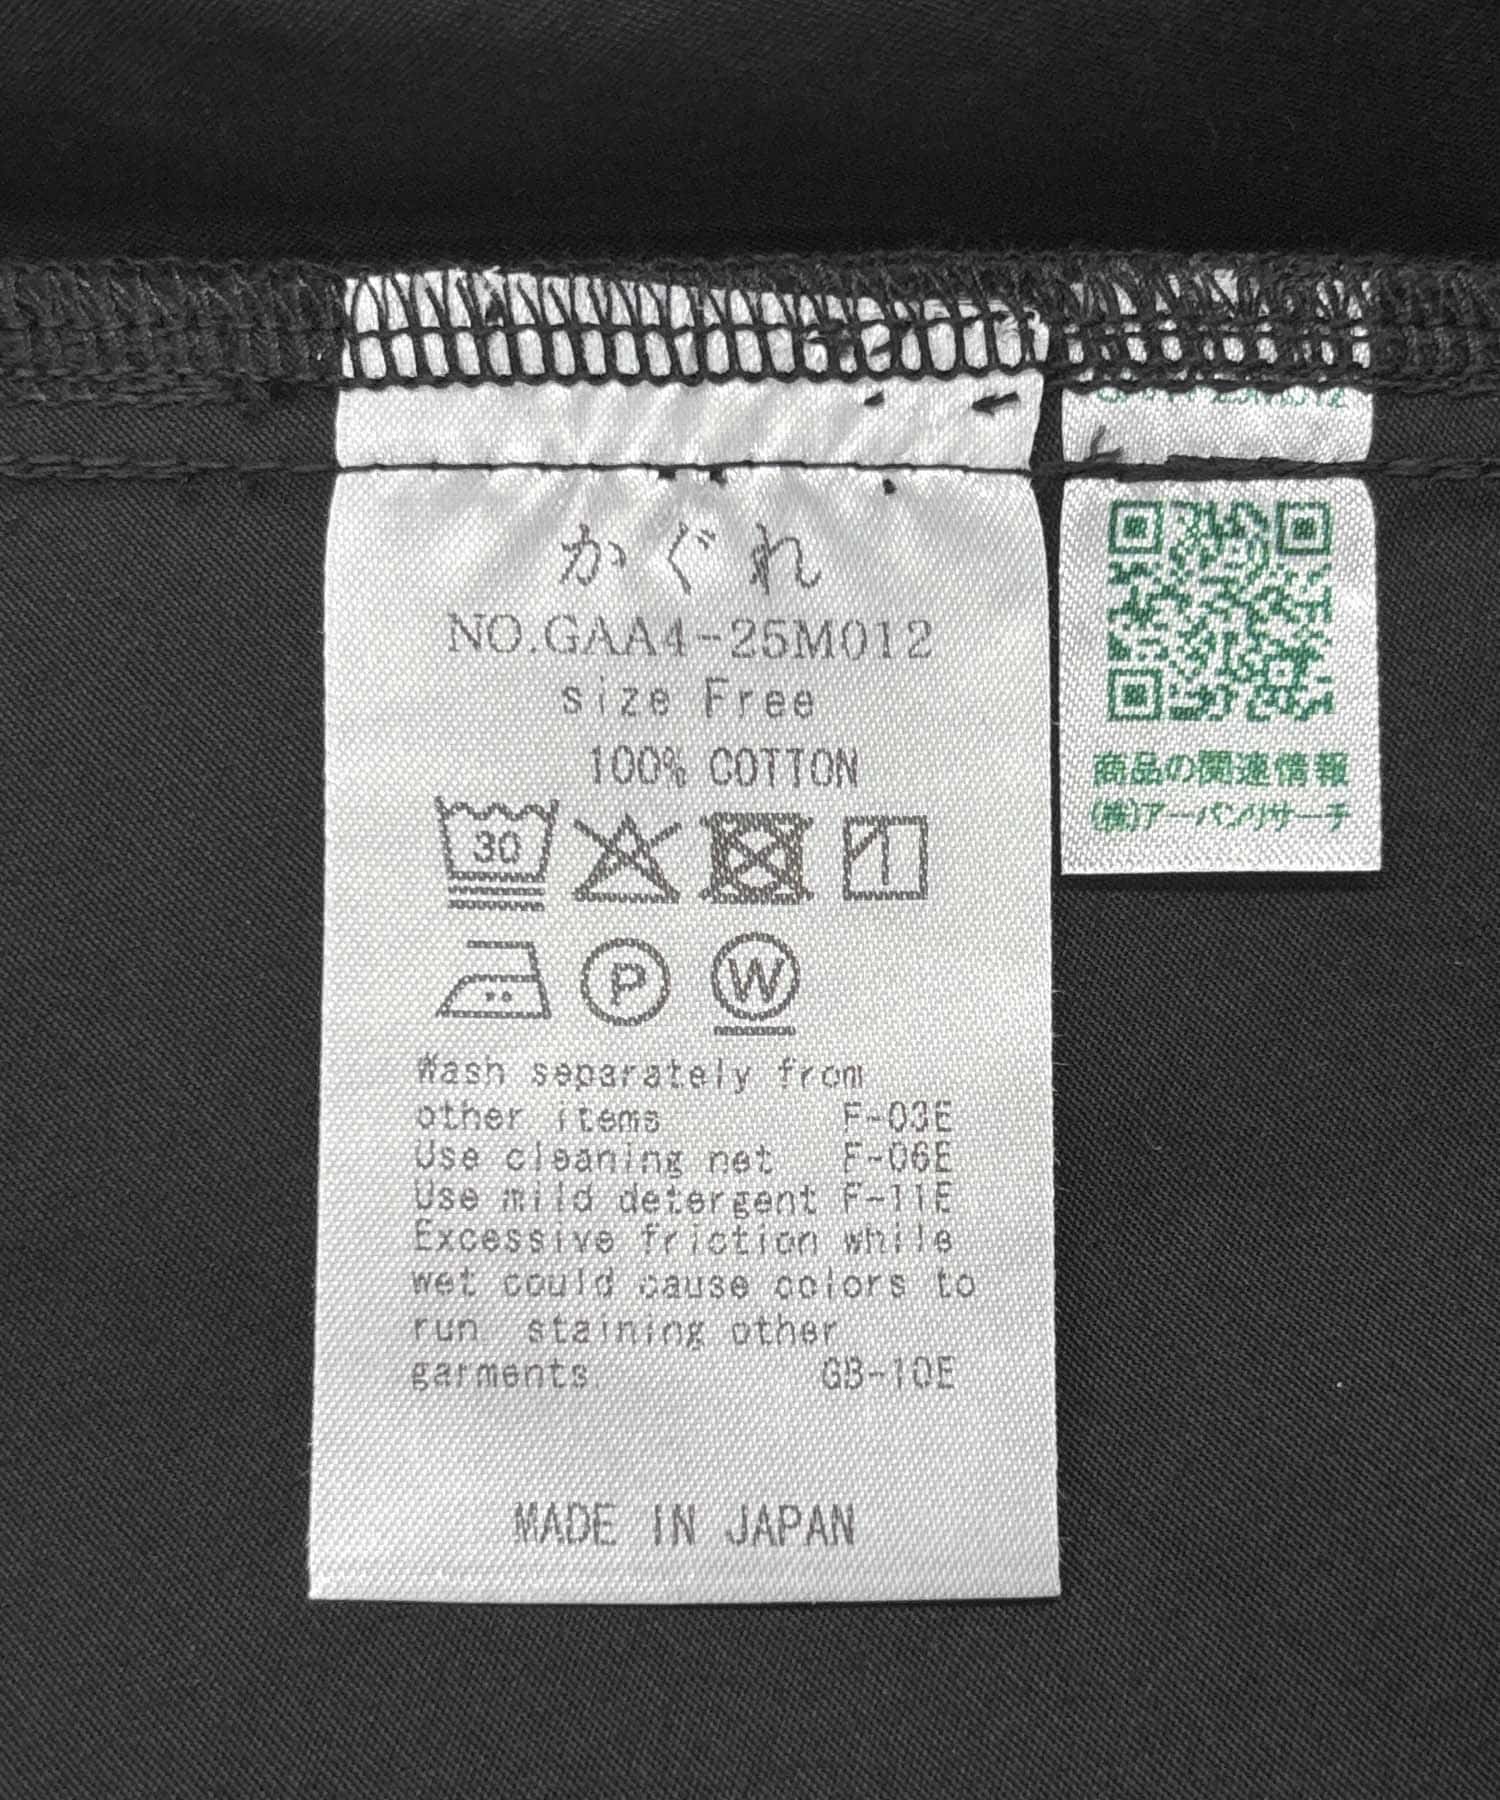 かぐれ
NO.GAA4-25M012
size Free
100% COTTON
30
P W
Wash separately from
other items F-03E
Use cleaning net F-06E
Use mild detergent F-11E
Excessive friction while
wet could cause colors to
run staining other
garments. GB-10E
MADE IN JAPAN
商品の関連情報
(株)アーバンリサーチ